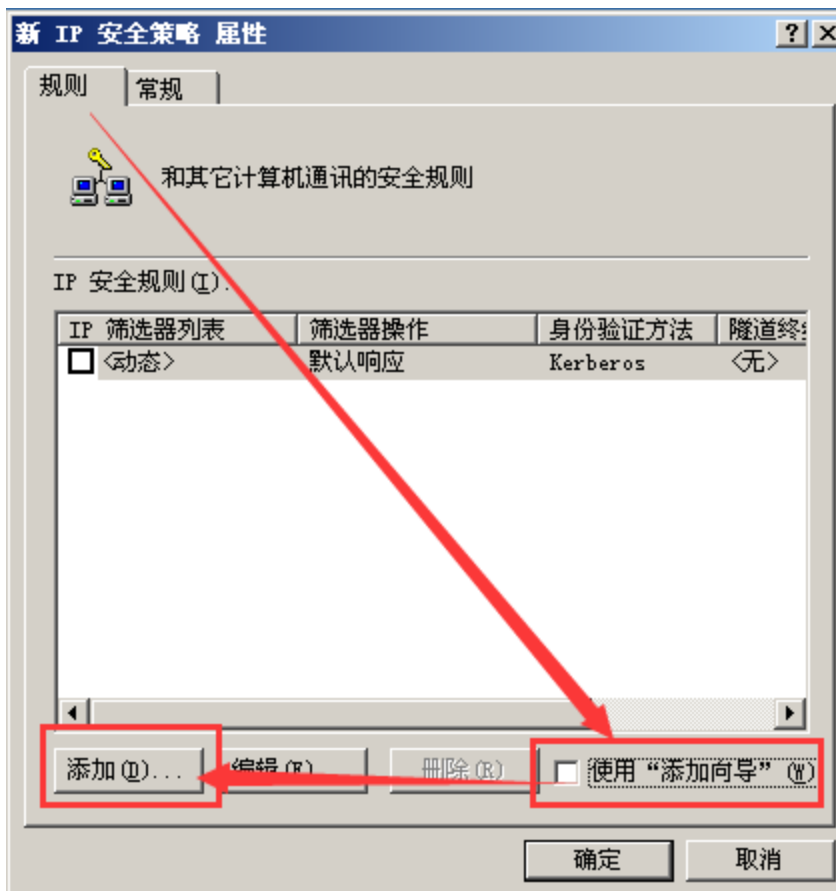 新 IP 安全策略 属性
规则
常规
和其它计算机通讯的安全规则
IP 安全规则(I):
IP 筛选器列表 筛选器操作 身份验证方法 隧道终
<动态> 默认响应 Kerberos <无>
添加(D)... 编辑(E) 删除(R) 使用“添加向导”(W)
确定 取消